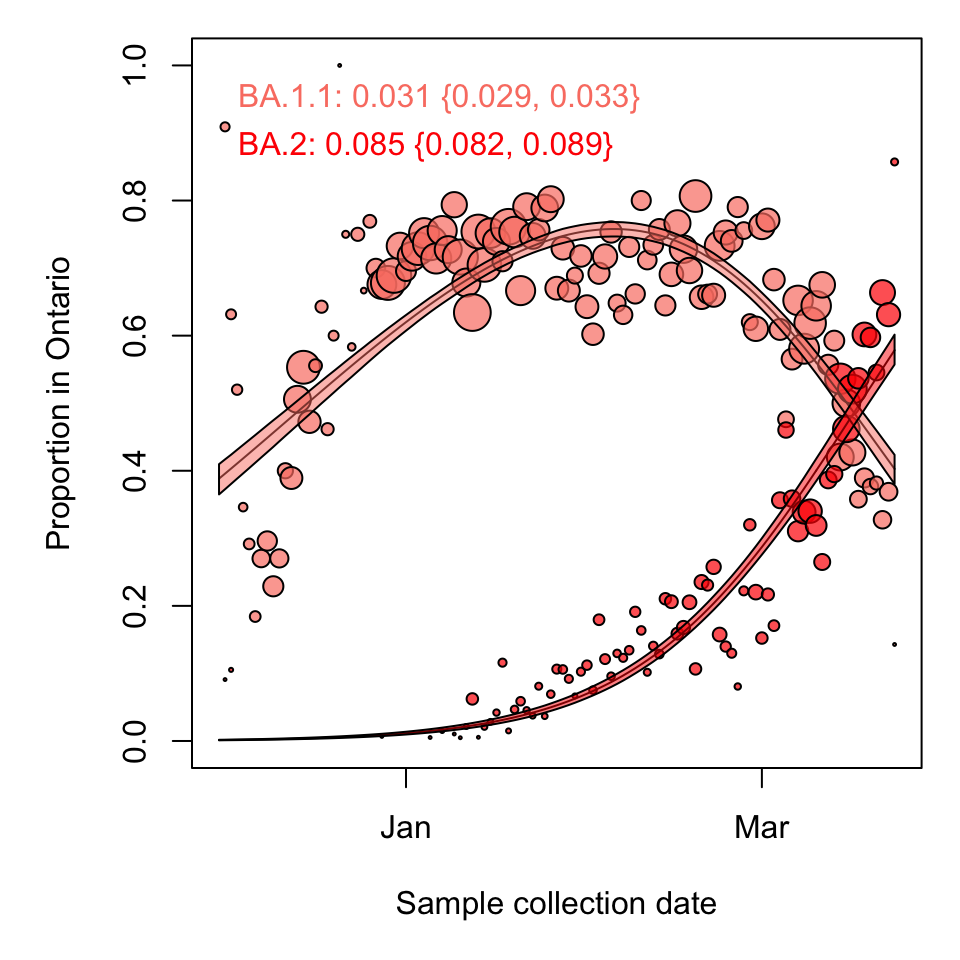 BA.1.1: 0.031 {0.029, 0.033}
BA.2: 0.085 {0.082, 0.089}
Proportion in Ontario
1.0
0.8
0.6
0.4
0.2
0.0
Jan
Mar
Sample collection date